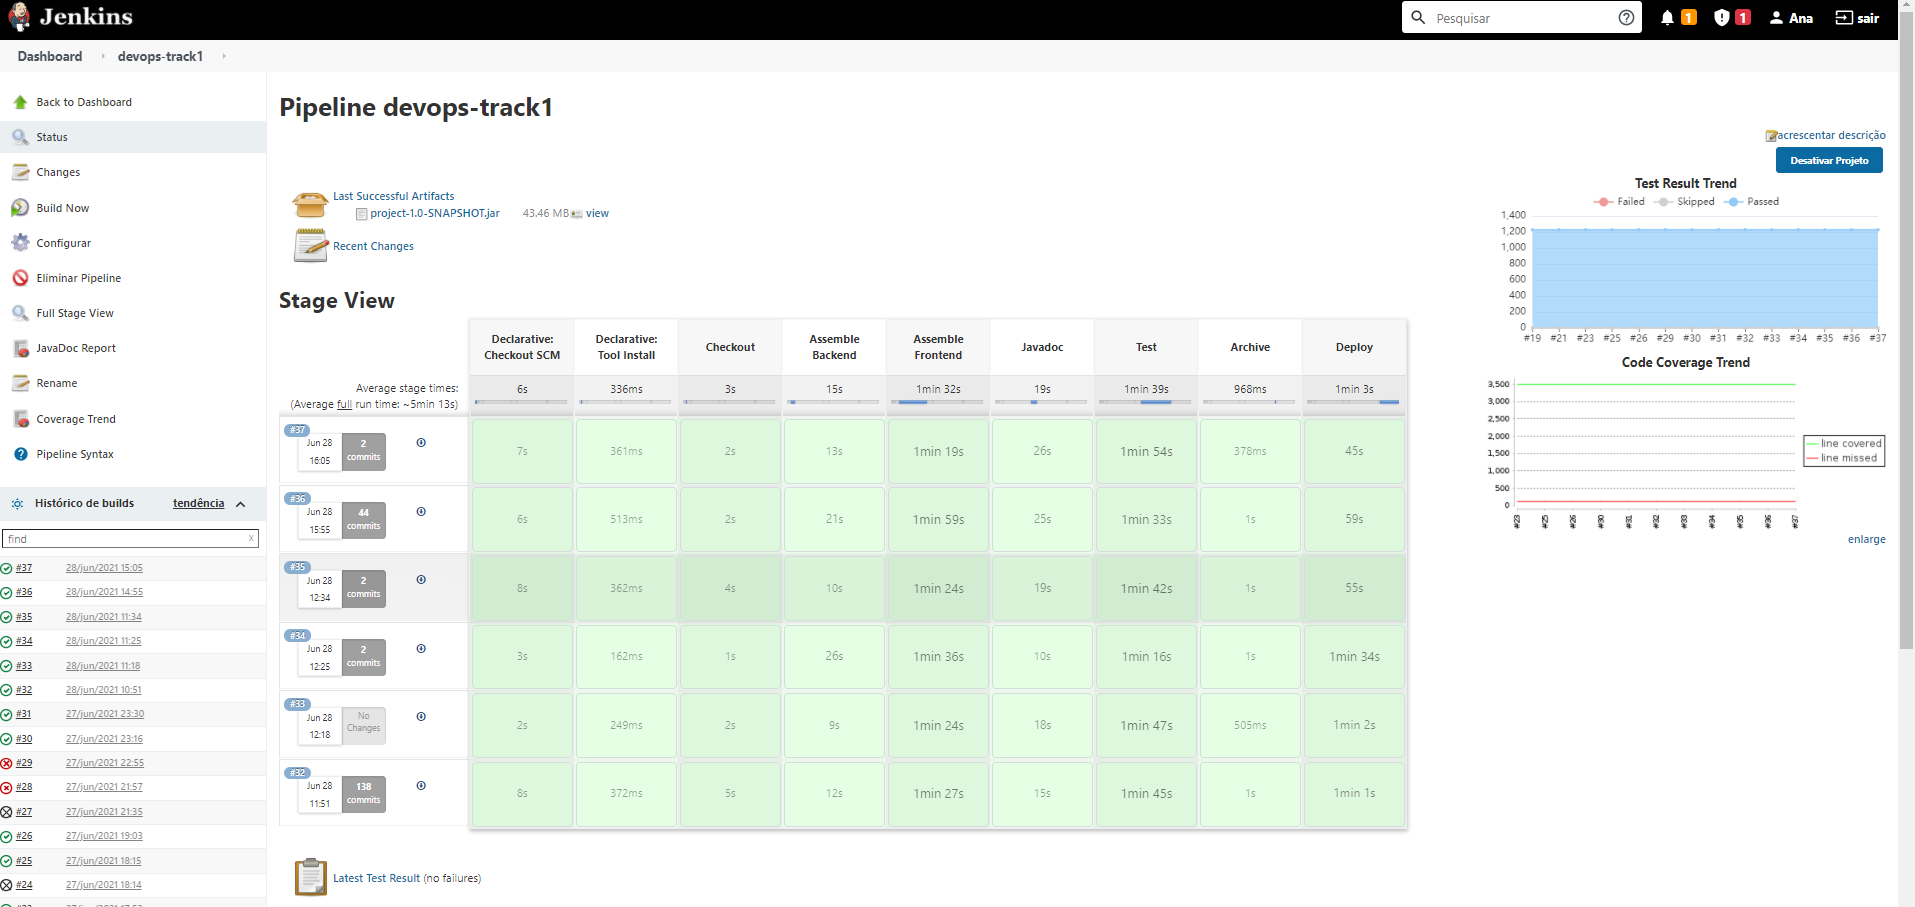 Jenkins
Pesquisar
1
1
Ana
sair
Dashboard
devops-track1
Back to Dashboard
Status
Changes
Build Now
Configurar
Eliminar Pipeline
Full Stage View
JavaDoc Report
Rename
Coverage Trend
Pipeline Syntax
Histórico de builds tendência
find x
#37 28/jun/2021 15:05
#36 28/jun/2021 14:55
#35 28/jun/2021 11:34
#34 28/jun/2021 11:25
#33 28/jun/2021 11:18
#32 28/jun/2021 10:51
#31 27/jun/2021 23:30
#30 27/jun/2021 23:16
#29 27/jun/2021 22:55
#28 27/jun/2021 21:57
#27 27/jun/2021 21:35
#26 27/jun/2021 19:03
#25 27/jun/2021 18:15
#24 27/jun/2021 18:14
Pipeline devops-track1
acrescentar descrição
Desativar Projeto
Last Successful Artifacts
project-1.0-SNAPSHOT.jar 43.46 MB view
Recent Changes
Stage View
Declarative: Checkout SCM
Declarative: Tool Install
Checkout
Assemble Backend
Assemble Frontend
Javadoc
Test
Archive
Deploy
Average stage times:
(Average full run time: ~5min 13s)
6s 336ms 3s 15s 1min 32s 19s 1min 39s 968ms 1min 3s
#37
Jun 28 16:05
2 commits
7s 361ms 2s 13s 1min 19s 26s 1min 54s 378ms 45s
#36
Jun 28 15:55
44 commits
6s 513ms 2s 21s 1min 59s 25s 1min 33s 1s 59s
#35
Jun 28 12:34
2 commits
8s 362ms 4s 10s 1min 24s 19s 1min 42s 1s 55s
#34
Jun 28 12:25
2 commits
3s 162ms 1s 26s 1min 36s 10s 1min 16s 1s 1min 34s
#33
Jun 28 12:18
No Changes
2s 249ms 2s 9s 1min 24s 18s 1min 47s 505ms 1min 2s
#32
Jun 28 11:51
138 commits
8s 372ms 5s 12s 1min 27s 15s 1min 45s 1s 1min 1s
Latest Test Result (no failures)
Test Result Trend
Failed Skipped Passed
1,400
1,200
1,000
800
600
400
200
0
#19 #21 #23 #25 #26 #29 #30 #31 #32 #33 #34 #35 #36 #37
Code Coverage Trend
3,500
3,000
2,500
2,000
1,500
1,000
500
0
line covered
line missed
#23 #25 #26 #30 #31 #32 #33 #34 #35 #36 #37
enlarge